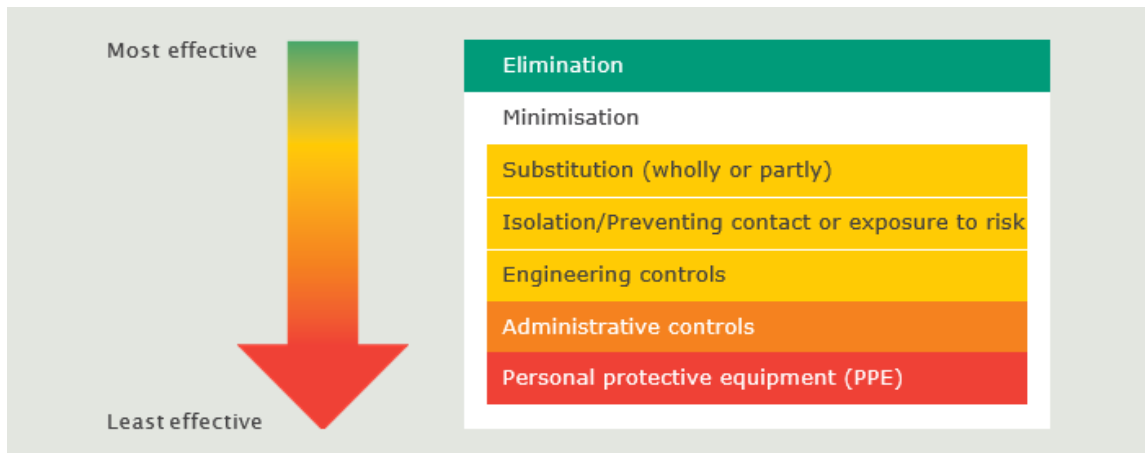 Most effective
Elimination
Minimisation
Substitution (wholly or partly)
Isolation/Preventing contact or exposure to risk
Engineering controls
Administrative controls
Personal protective equipment (PPE)
Least effective